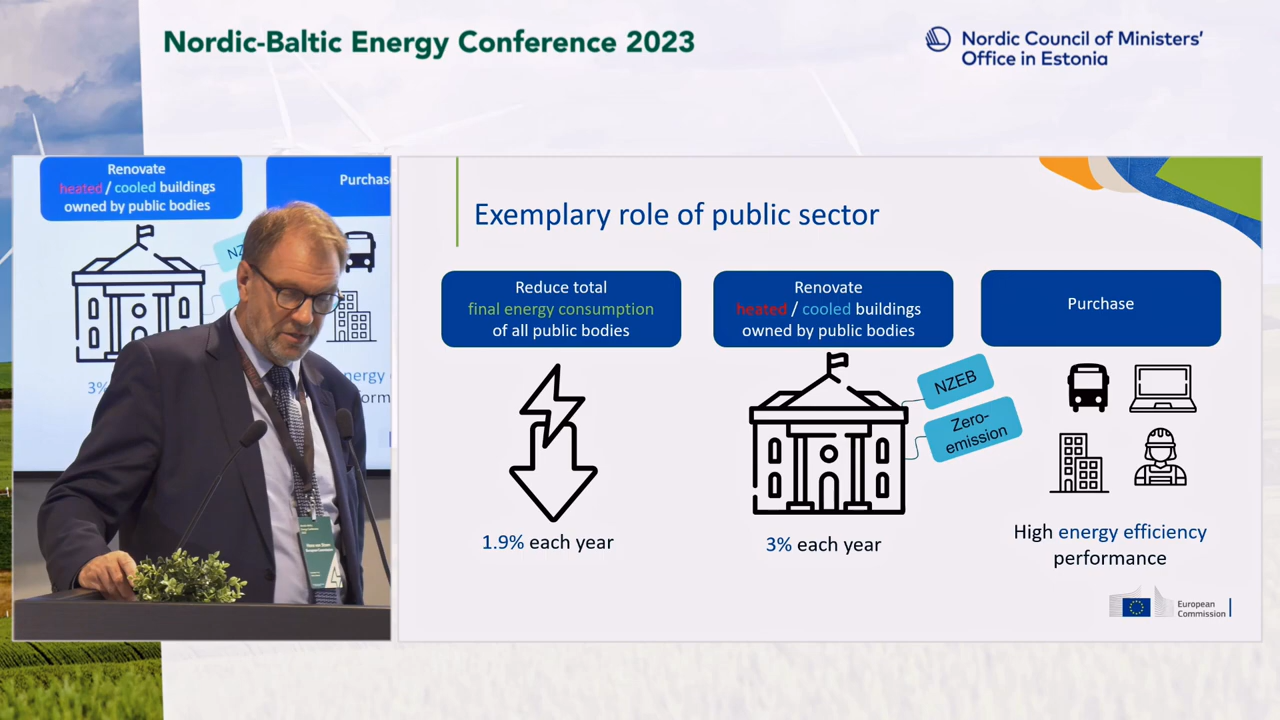 Nordic-Baltic Energy Conference 2023
Nordic Council of Ministers'
Office in Estonia
Renovate
heated / cooled buildings
owned by public bodies
Purchase
NZ
3%
Exemplary role of public sector
Reduce total
final energy consumption
of all public bodies
1.9% each year
Renovate
heated / cooled buildings
owned by public bodies
NZEB
Zero-
emission
3% each year
Purchase
High energy efficiency
performance
European
Commission